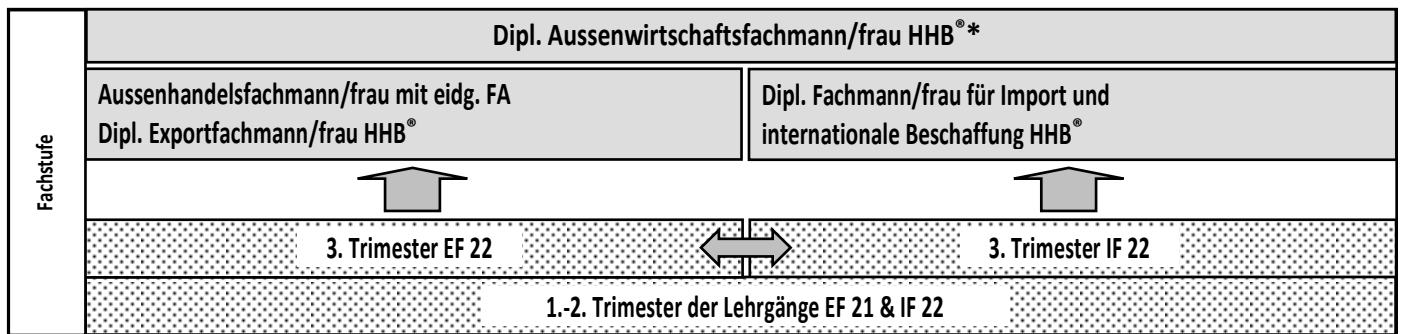 Fachstufe
Dipl. Aussenwirtschaftsfachmann/frau HHB®*
Aussenhandelsfachmann/frau mit eidg. FA
Dipl. Exportfachmann/frau HHB®
Dipl. Fachmann/frau für Import und
internationale Beschaffung HHB®
3. Trimester EF 22
3. Trimester IF 22
1.-2. Trimester der Lehrgänge EF 21 & IF 22